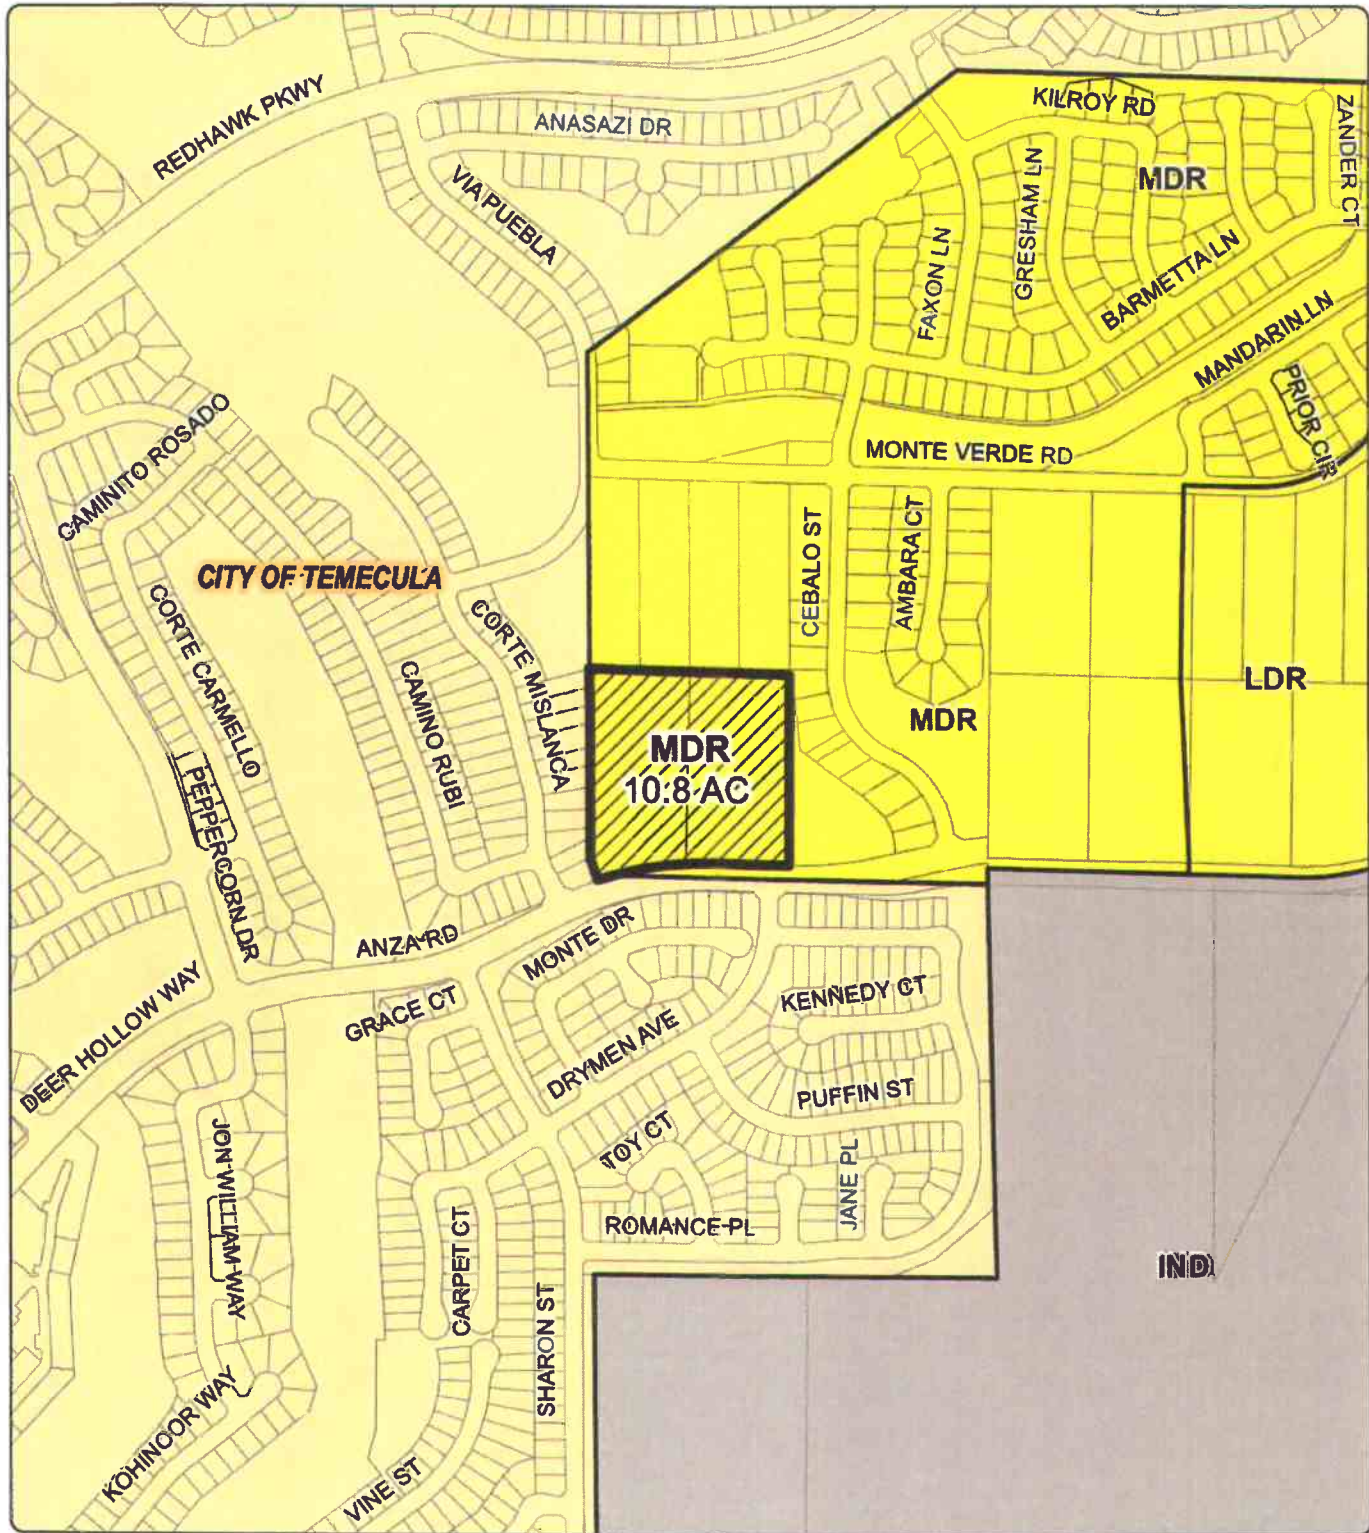 KILROY RD
ZANDER CT
REDHAWK PKWY
ANASAZI DR
MDR
VIA PUEBLA
GRESHAM LN
FAXON LN
BARMETTA LN
MANDARIN LN
PRIOR CIR
CAMINITO ROSADO
MONTE VERDE RD
CITY OF TEMECULA
CEBALO ST
AMBARA CT
CORTE CARMELLO
CORTE MISLANCA
CAMINO RUBI
LDR
MDR
MDR
10.8 AC
PEPPERCORN DR
ANZA RD
MONTE DR
GRACE CT
KENNEDY CT
DEER HOLLOW WAY
DRYMEN AVE
PUFFIN ST
JON WILLIAM WAY
TOY CT
JANE PL
ROMANCE PL
CARPET CT
IND
SHARON ST
KOHINOOR WAY
VINE ST